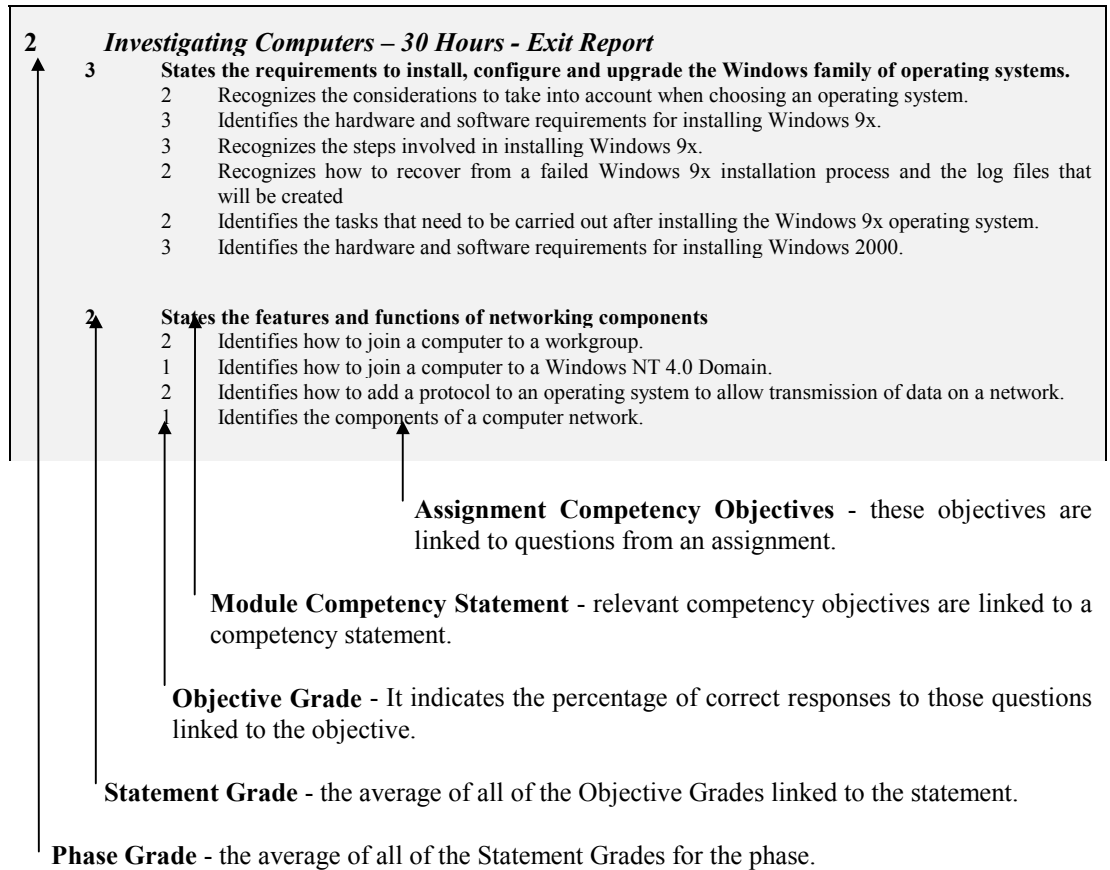 2 Investigating Computers – 30 Hours - Exit Report
3 States the requirements to install, configure and upgrade the Windows family of operating systems.
2 Recognizes the considerations to take into account when choosing an operating system.
3 Identifies the hardware and software requirements for installing Windows 9x.
3 Recognizes the steps involved in installing Windows 9x.
2 Recognizes how to recover from a failed Windows 9x installation process and the log files that
will be created
2 Identifies the tasks that need to be carried out after installing the Windows 9x operating system.
3 Identifies the hardware and software requirements for installing Windows 2000.
2 States the features and functions of networking components
2 Identifies how to join a computer to a workgroup.
1 Identifies how to join a computer to a Windows NT 4.0 Domain.
2 Identifies how to add a protocol to an operating system to allow transmission of data on a network.
1 Identifies the components of a computer network.
Assignment Competency Objectives - these objectives are
linked to questions from an assignment.
Module Competency Statement - relevant competency objectives are linked to a
competency statement.
Objective Grade - It indicates the percentage of correct responses to those questions
linked to the objective.
Statement Grade - the average of all of the Objective Grades linked to the statement.
Phase Grade - the average of all of the Statement Grades for the phase.